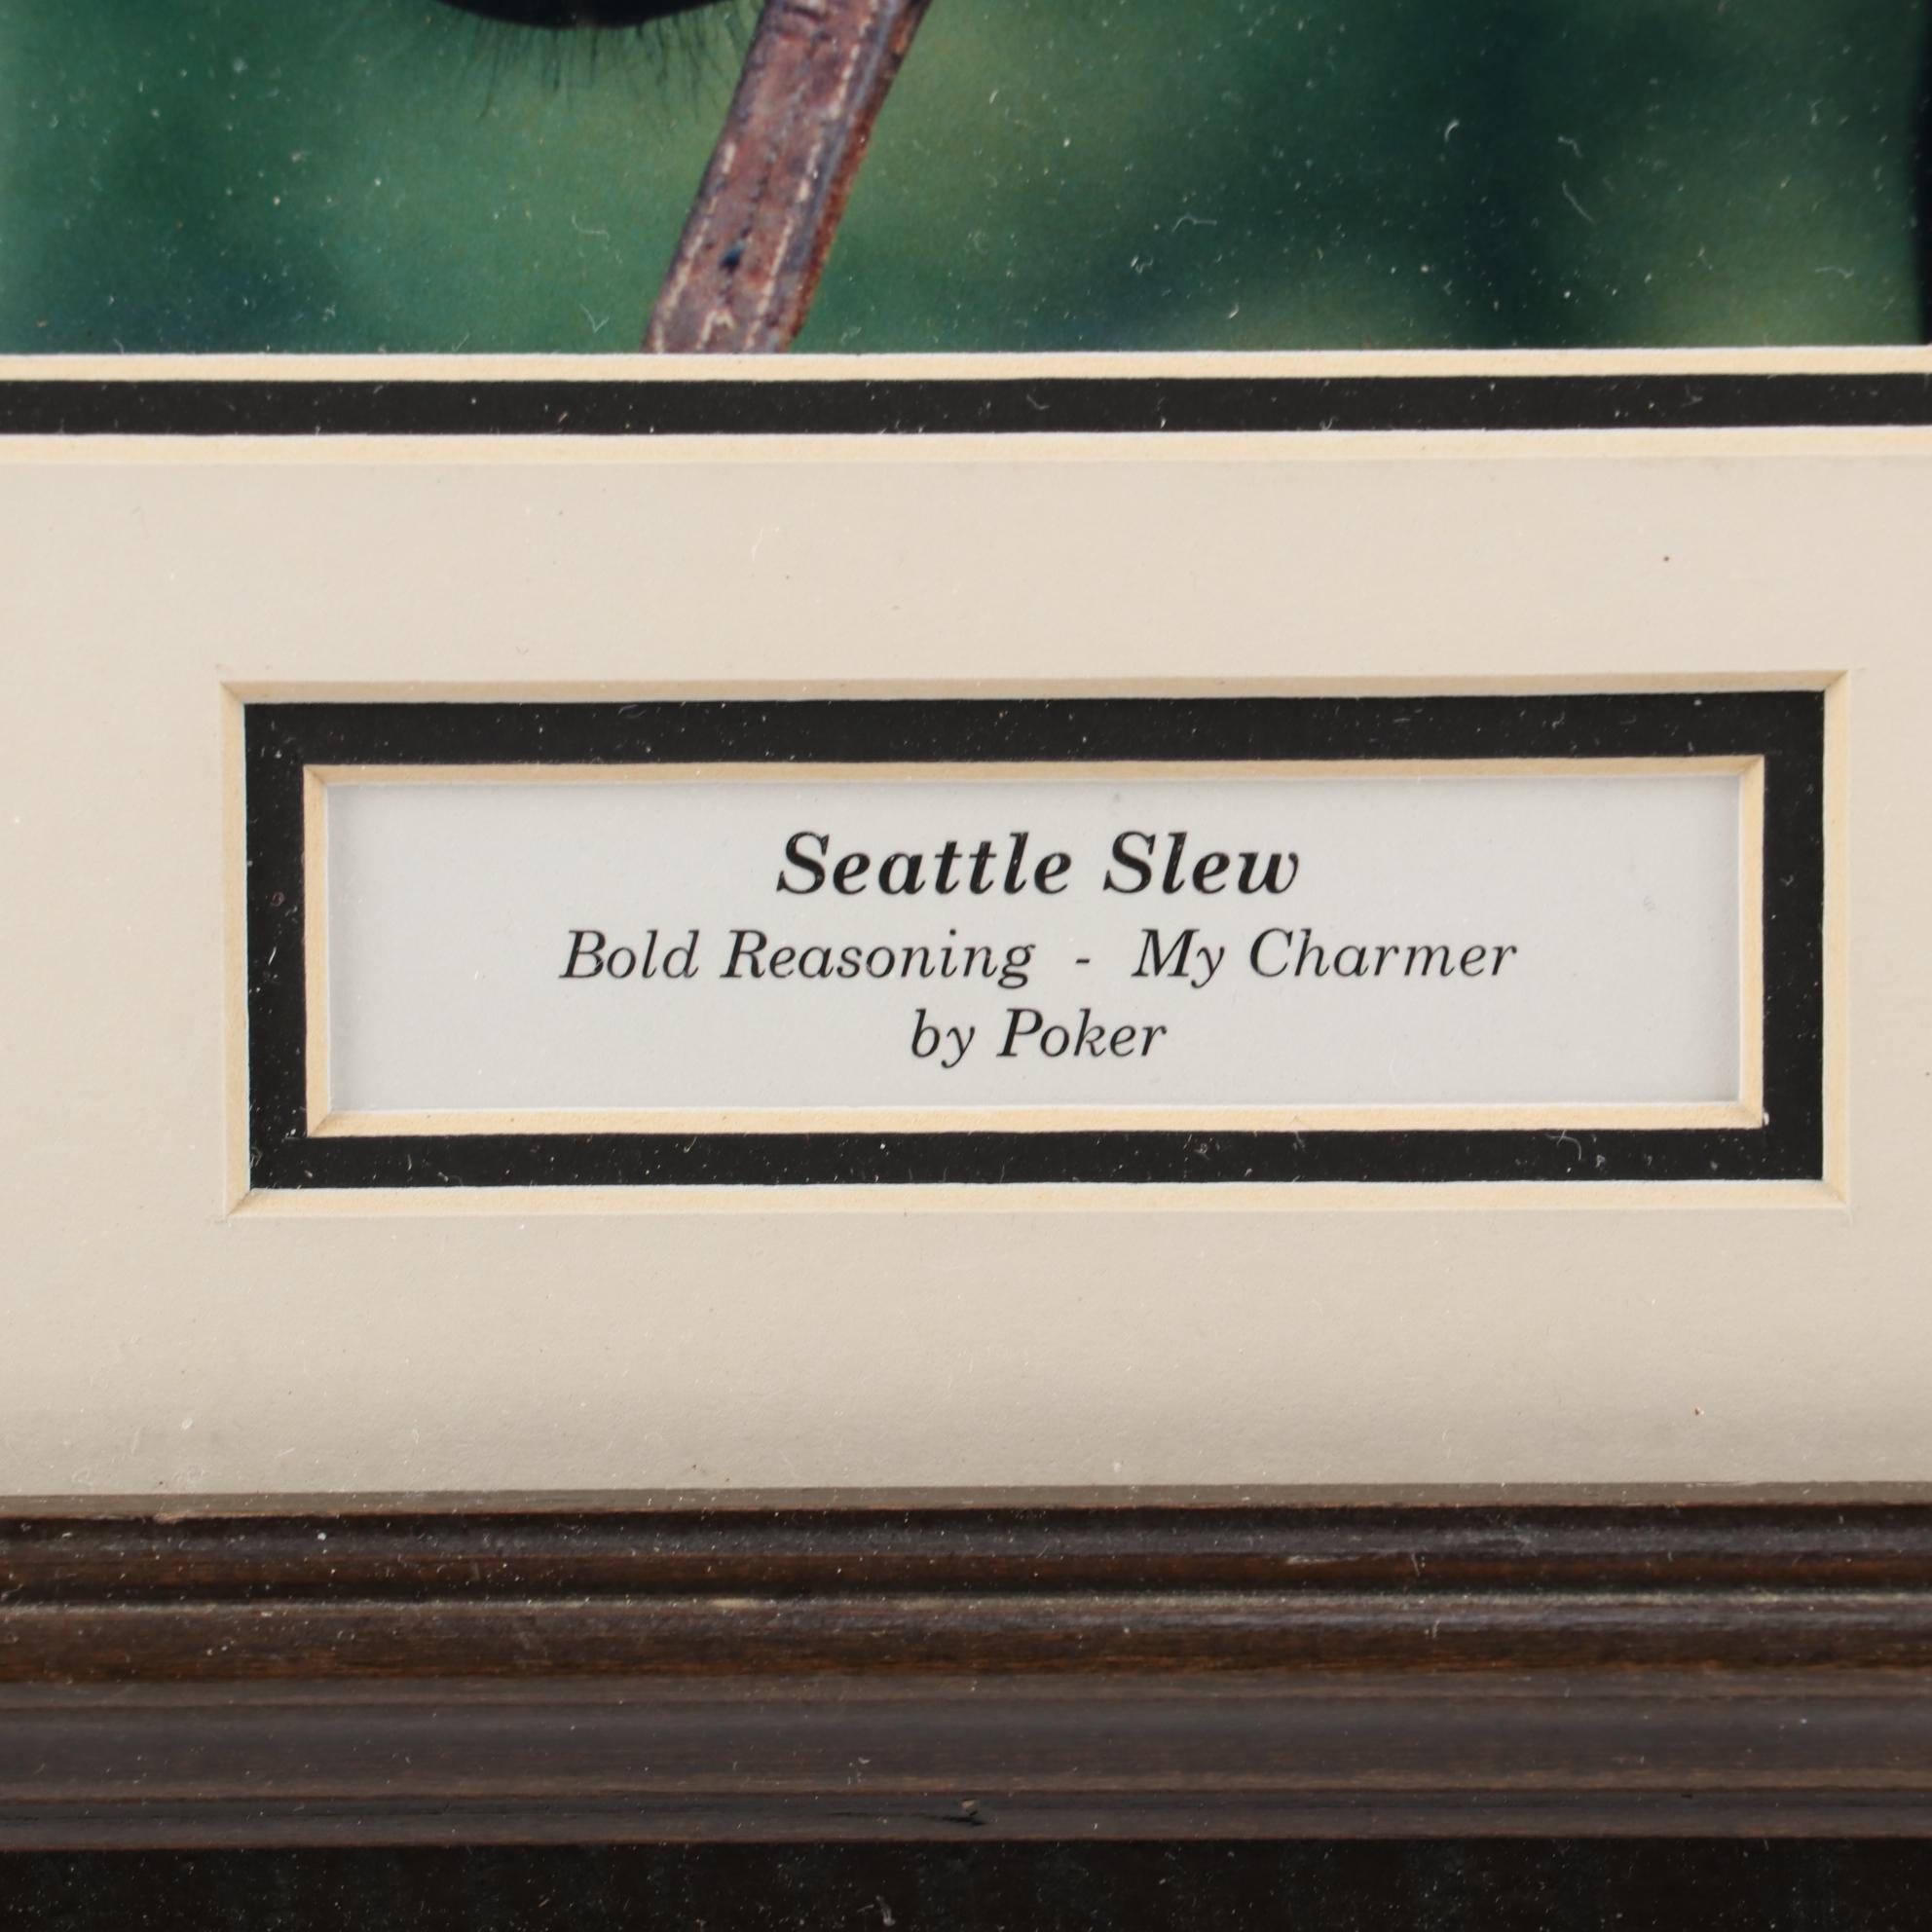 Seattle Slew
Bold Reasoning - My Charmer
by Poker